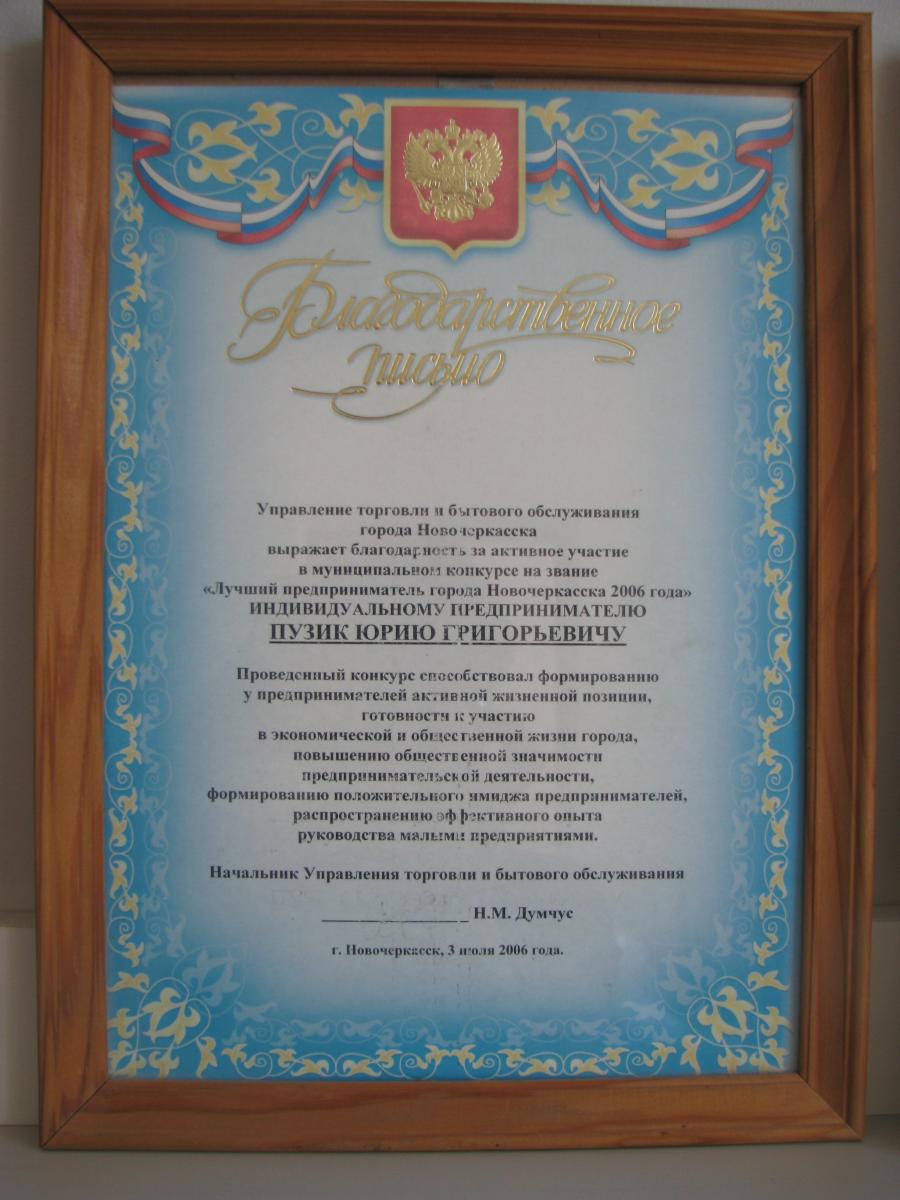 Благодарственное
письмо
Управление торговли и бытового обслуживания
города Новочеркасска
выражает благодарность за активное участие
в муниципальном конкурсе на звание
«Лучший предприниматель города Новочеркасска 2006 года»
ИНДИВИДУАЛЬНОМУ ПРЕДПРИНИМАТЕЛЮ
ПУЗИК ЮРИЮ ГРИГОРЬЕВИЧУ
Проведенный конкурс способствовал формированию
у предпринимателей активной жизненной позиции,
готовности к участию
в экономической и общественной жизни города,
повышению общественной значимости
предпринимательской деятельности,
формированию положительного имиджа предпринимателей,
распространению эффективного опыта
руководства малыми предприятиями.
Начальник Управления торговли и бытового обслуживания
_________________ Н.М. Думчус
г. Новочеркасск, 3 июля 2006 года.